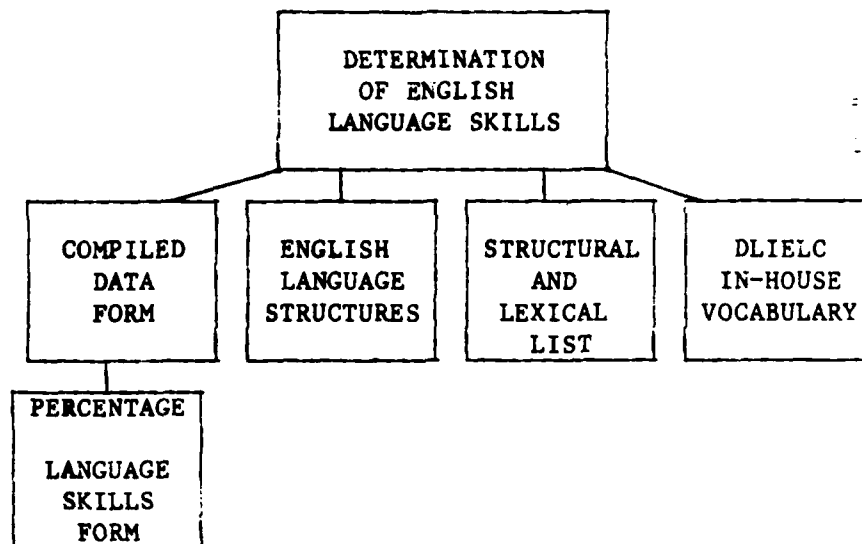 DETERMINATION
OF ENGLISH
LANGUAGE SKILLS
COMPILED
DATA
FORM
ENGLISH
LANGUAGE
STRUCTURES
STRUCTURAL
AND
LEXICAL
LIST
DLIELC
IN-HOUSE
VOCABULARY
PERCENTAGE
LANGUAGE
SKILLS
FORM